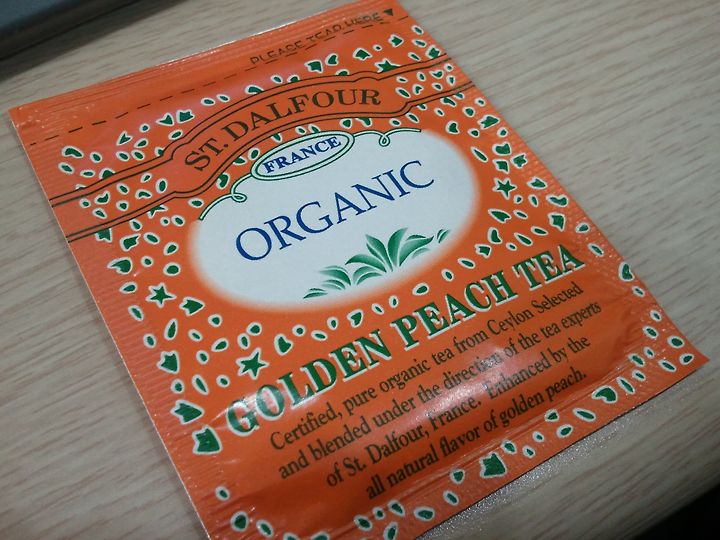 PLEASE TEAR HERE
ST. DALFOUR
FRANCE
ORGANIC
GOLDEN PEACH TEA
Certified, pure organic tea from Ceylon Selected
and blended under the direction of the tea experts
of St. Dalfour, France. Enhanced by the
all natural flavor of golden peach.